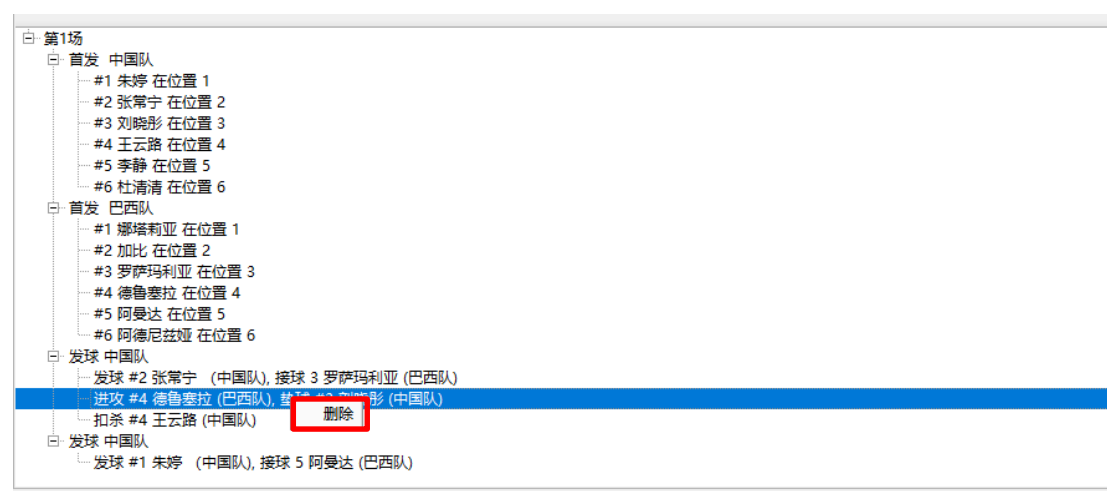 第1场
首发 中国队
#1 朱婷 在位置 1
#2 张常宁 在位置 2
#3 刘晓彤 在位置 3
#4 王云路 在位置 4
#5 李静 在位置 5
#6 杜清清 在位置 6
首发 巴西队
#1 娜塔莉亚 在位置 1
#2 加比 在位置 2
#3 罗萨玛利亚 在位置 3
#4 德鲁塞拉 在位置 4
#5 阿曼达 在位置 5
#6 阿德尼兹娅 在位置 6
发球 中国队
发球 #2 张常宁 (中国队), 接球 3 罗萨玛利亚 (巴西队)
进攻 #4 德鲁塞拉 (巴西队), (中国队)
删除
扣杀 #4 王云路 (中国队)
发球 中国队
发球 #1 朱婷 (中国队), 接球 5 阿曼达 (巴西队)